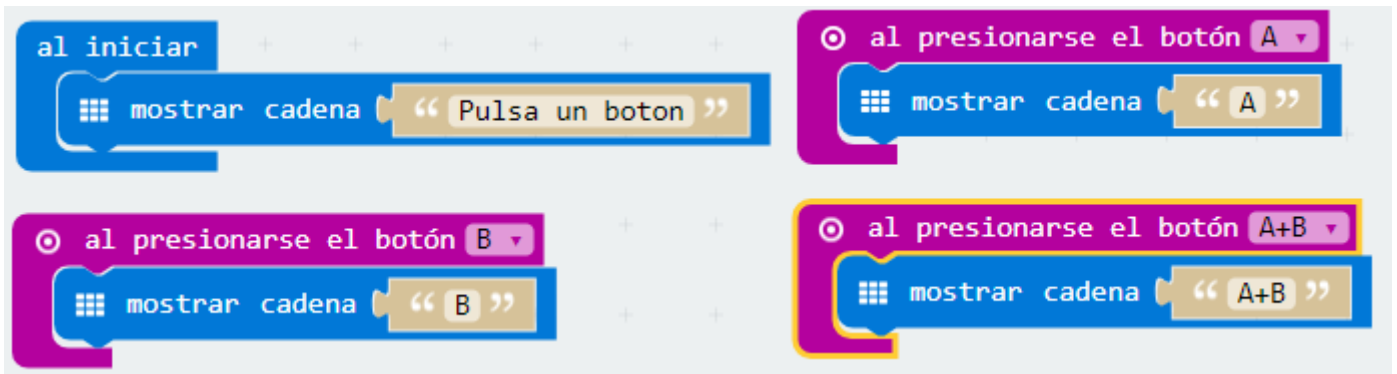 al iniciar
mostrar cadena “ Pulsa un boton ”
al presionarse el botón A
mostrar cadena “ A ”
al presionarse el botón B
mostrar cadena “ B ”
al presionarse el botón A+B
mostrar cadena “ A+B ”